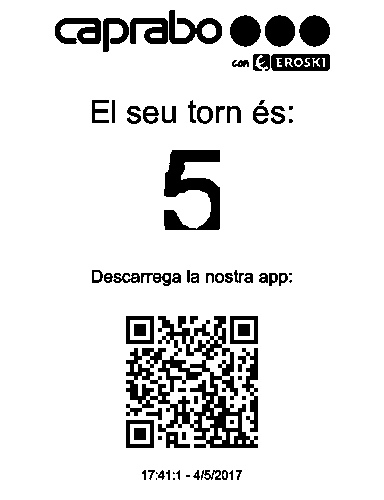 caprabo
con EROSKI
El seu torn és:
5
Descarrega la nostra app:
17:41:1 - 4/5/2017